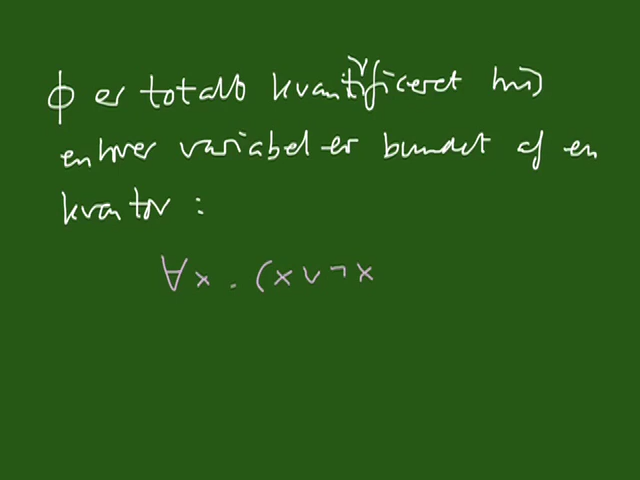 ϕ er totalt kvantificeret hvis
enhver variabel er bundet af en
kvantor :
∀x . (x ∨ ¬x